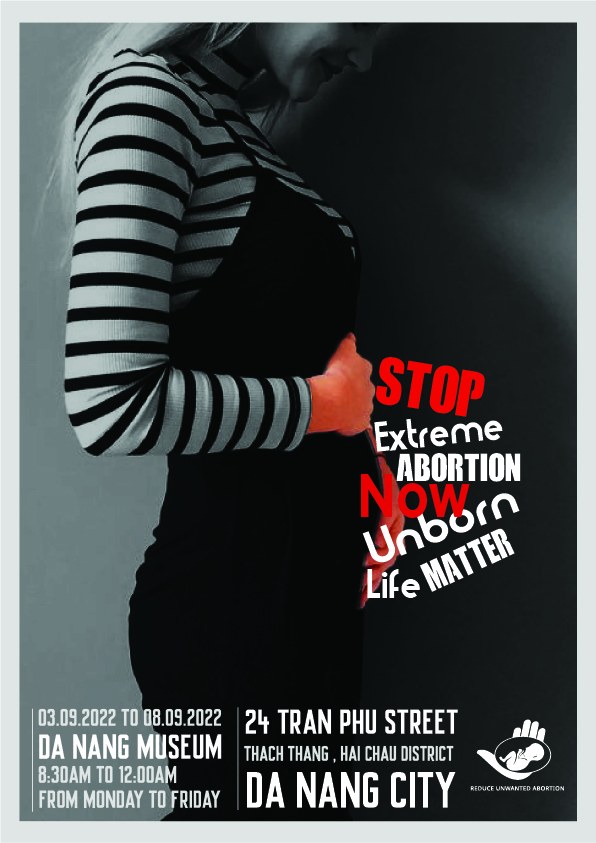 STOP
Extreme
ABORTION
Now
Unborn
Life MATTER
03.09.2022 TO 08.09.2022
DA NANG MUSEUM
8:30AM TO 12:00AM
FROM MONDAY TO FRIDAY
24 TRAN PHU STREET
THACH THANG , HAI CHAU DISTRICT
DA NANG CITY
REDUCE UNWANTED ABORTION